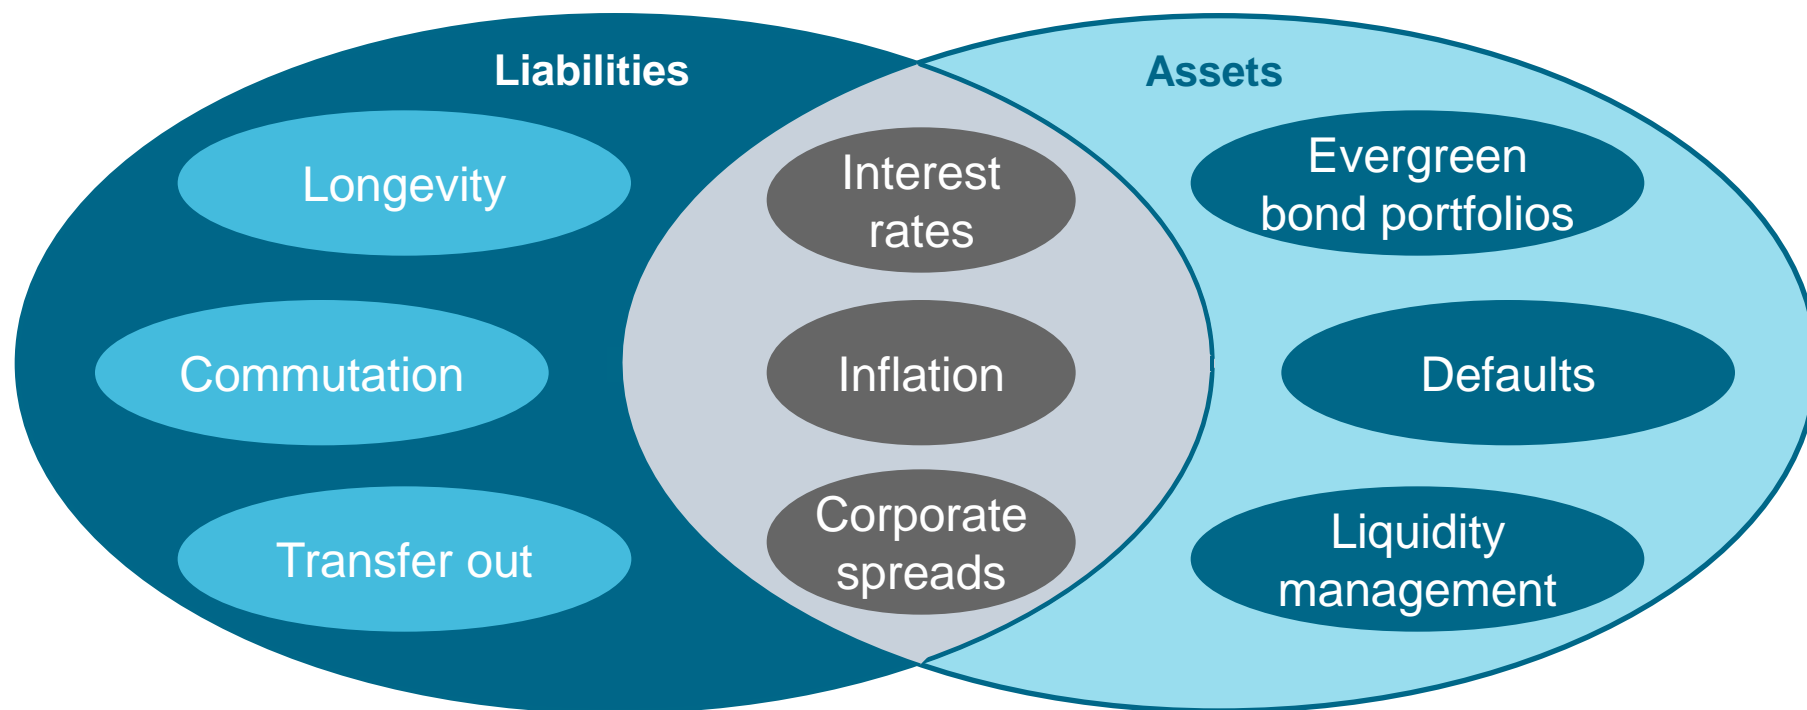 Liabilities
Longevity
Commutation
Transfer out
Interest
rates
Inflation
Corporate
spreads
Assets
Evergreen
bond portfolios
Defaults
Liquidity
management